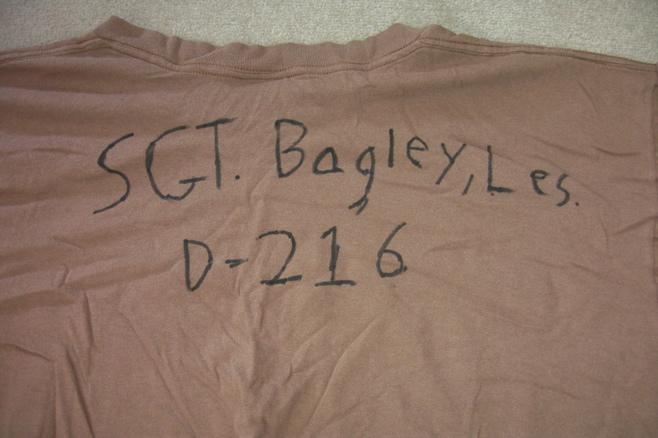 SGT. Bagley, Les.
D-216